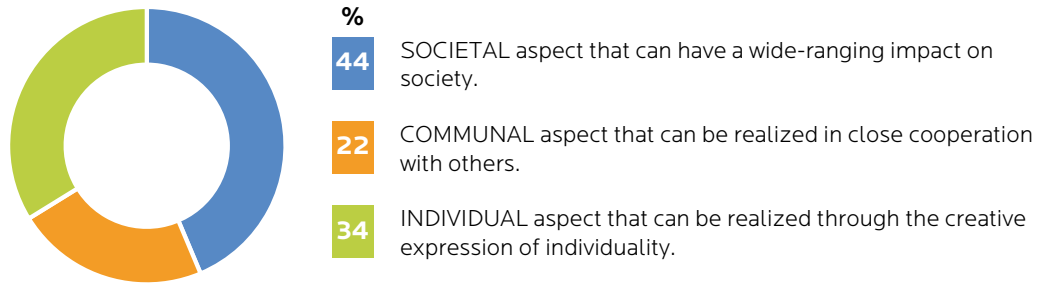 %
44
SOCIETAL aspect that can have a wide-ranging impact on
society.
22
COMMUNAL aspect that can be realized in close cooperation
with others.
34
INDIVIDUAL aspect that can be realized through the creative
expression of individuality.